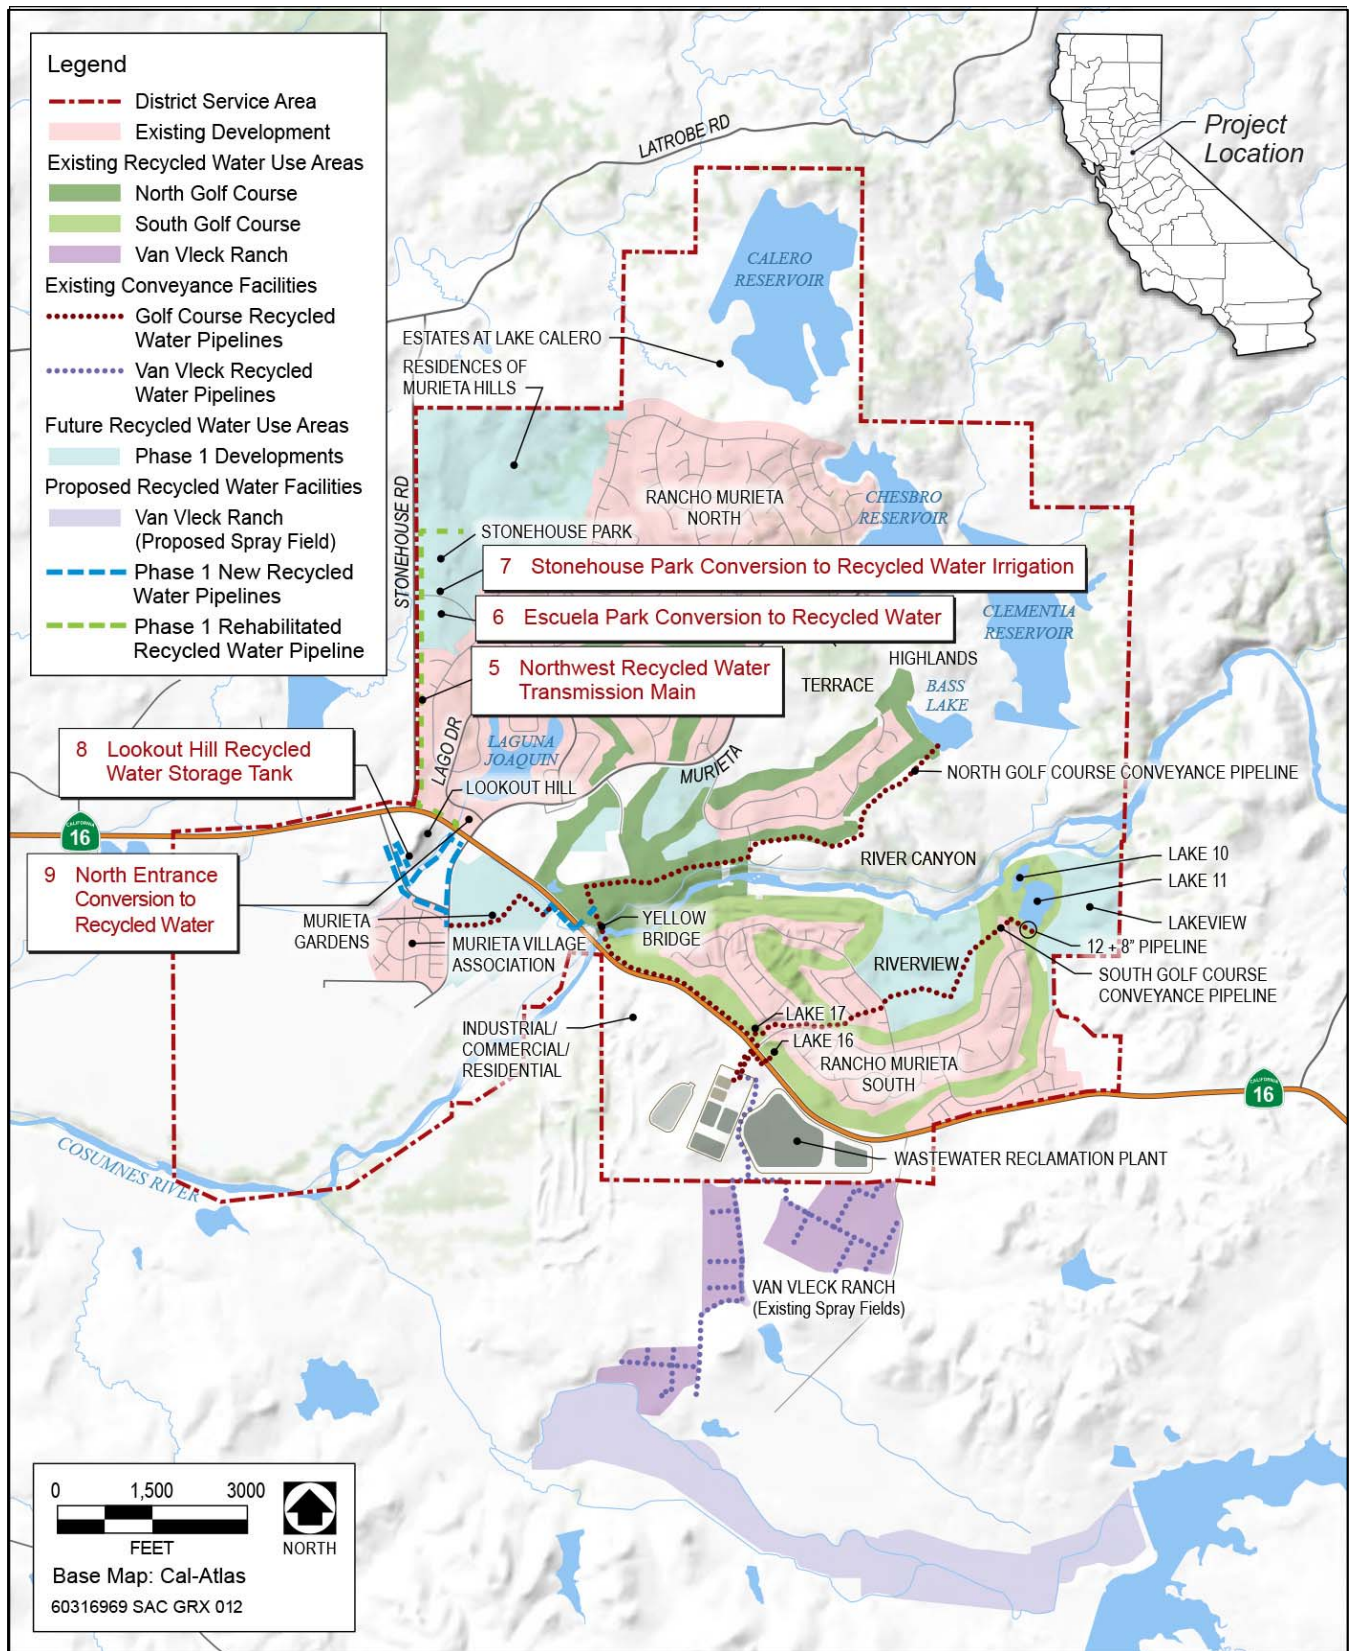 Legend
District Service Area
Existing Development
Existing Recycled Water Use Areas
North Golf Course
South Golf Course
Van Vleck Ranch
Existing Conveyance Facilities
Golf Course Recycled
Water Pipelines
Van Vleck Recycled
Water Pipelines
Future Recycled Water Use Areas
Phase 1 Developments
Proposed Recycled Water Facilities
Van Vleck Ranch
(Proposed Spray Field)
Phase 1 New Recycled
Water Pipelines
Phase 1 Rehabilitated
Recycled Water Pipeline
LATROBE RD
Project
Location
CALERO
RESERVOIR
ESTATES AT LAKE CALERO
RESIDENCES OF
MURIETA HILLS
STONEHOUSE RD
RANCHO MURIETA
NORTH
CHESBRO
RESERVOIR
STONEHOUSE PARK
7 Stonehouse Park Conversion to Recycled Water Irrigation
6 Escuela Park Conversion to Recycled Water
CLEMENTIA
RESERVOIR
5 Northwest Recycled Water
Transmission Main
HIGHLANDS
TERRACE
BASS
LAKE
8 Lookout Hill Recycled
Water Storage Tank
LAGO DR
LAGUNA
JOAQUIN
MURIETA
LOOKOUT HILL
NORTH GOLF COURSE CONVEYANCE PIPELINE
CALIFORNIA
16
9 North Entrance
Conversion to
Recycled Water
RIVER CANYON
LAKE 10
LAKE 11
LAKEVIEW
12 + 8” PIPELINE
SOUTH GOLF COURSE
CONVEYANCE PIPELINE
MURIETA
GARDENS
MURIETA VILLAGE
ASSOCIATION
YELLOW
BRIDGE
RIVERVIEW
LAKE 17
LAKE 16
INDUSTRIAL/
COMMERCIAL/
RESIDENTIAL
RANCHO MURIETA
SOUTH
CALIFORNIA
16
WASTEWATER RECLAMATION PLANT
COSUMNES RIVER
VAN VLECK RANCH
(Existing Spray Fields)
0 1,500 3000
FEET
NORTH
Base Map: Cal-Atlas
60316969 SAC GRX 012